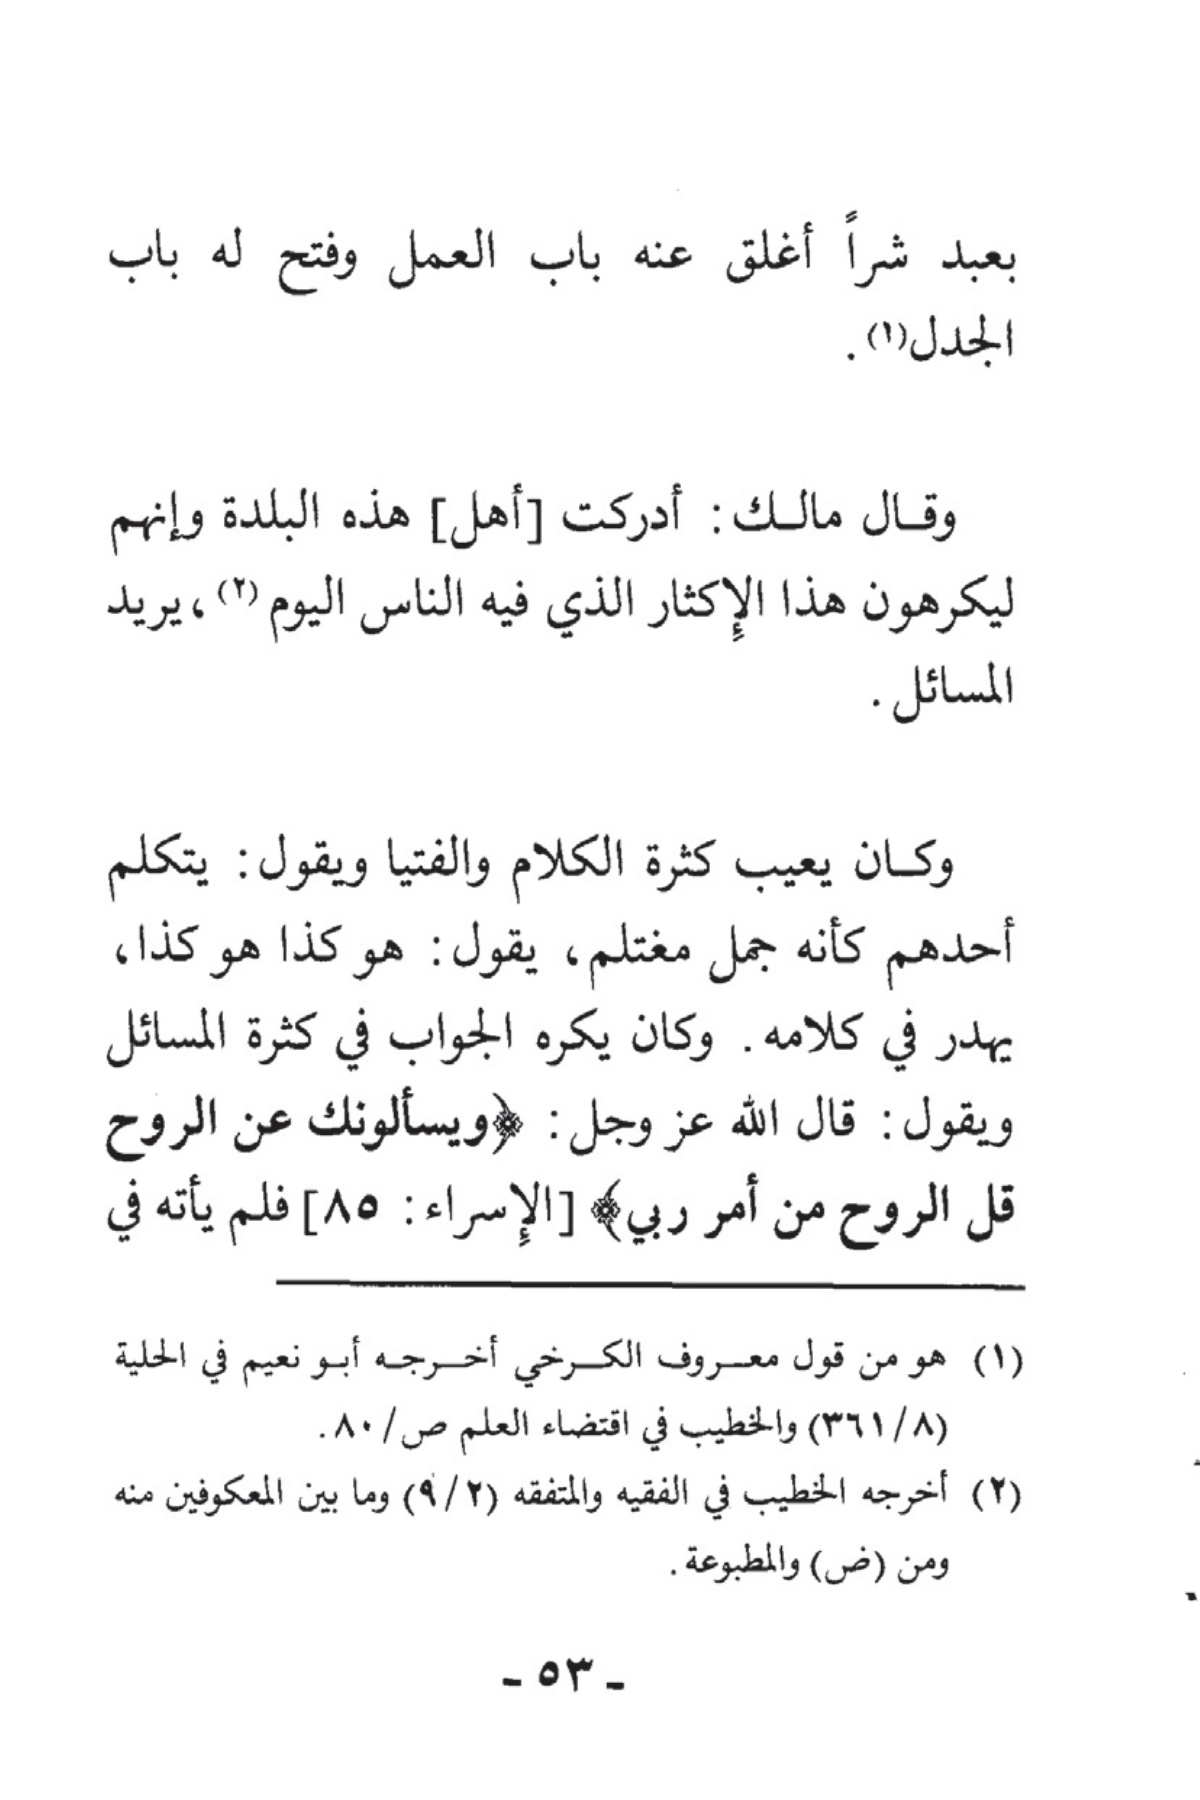 بعبد شراً أغلق عنه باب العمل وفتح له باب
الجدل(١) .
وقال مالك : أدركت [أهل] هذه البلدة وإنهم
ليكرهون هذا الإكثار الذي فيه الناس اليوم (٢) ، يريد
المسائل .
وكان يعيب كثرة الكلام والفتيا ويقول : يتكلم
أحدهم كأنه جمل مغتلم ، يقول : هو كذا هو كذا ،
يهدر في كلامه . وكان يكره الجواب في كثرة المسائل
ويقول : قال الله عز وجل : ﴿ويسألونك عن الروح
قل الروح من أمر ربي﴾ [الإسراء : ٨٥] فلم يأته في
(١) هو من قول معروف الكرخي أخرجه أبو نعيم في الحلية
(٨/ ٣٦١) والخطيب في اقتضاء العلم ص/ ٨٠ .
(٢) أخرجه الخطيب في الفقيه والمتفقه (٢/ ٩) وما بين المعكوفين منه
ومن (ض) والمطبوعة .
- ٥٣ -